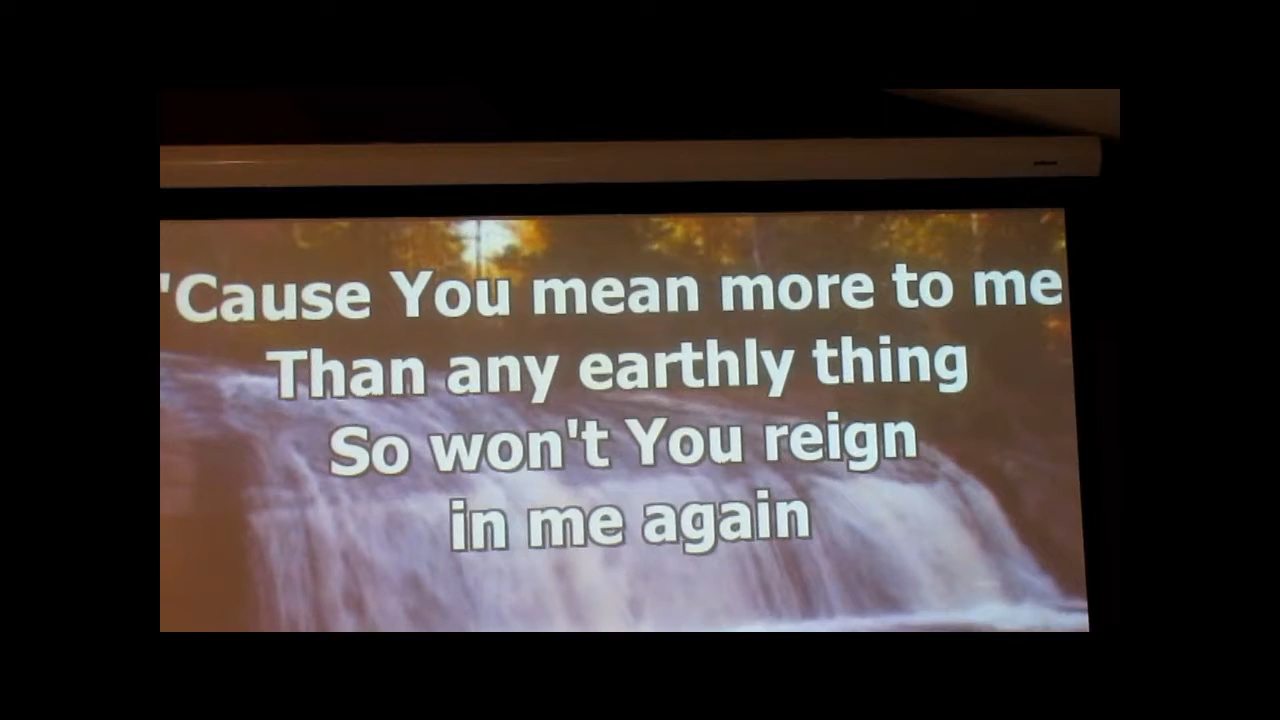 'Cause You mean more to me
Than any earthly thing
So won't You reign
in me again